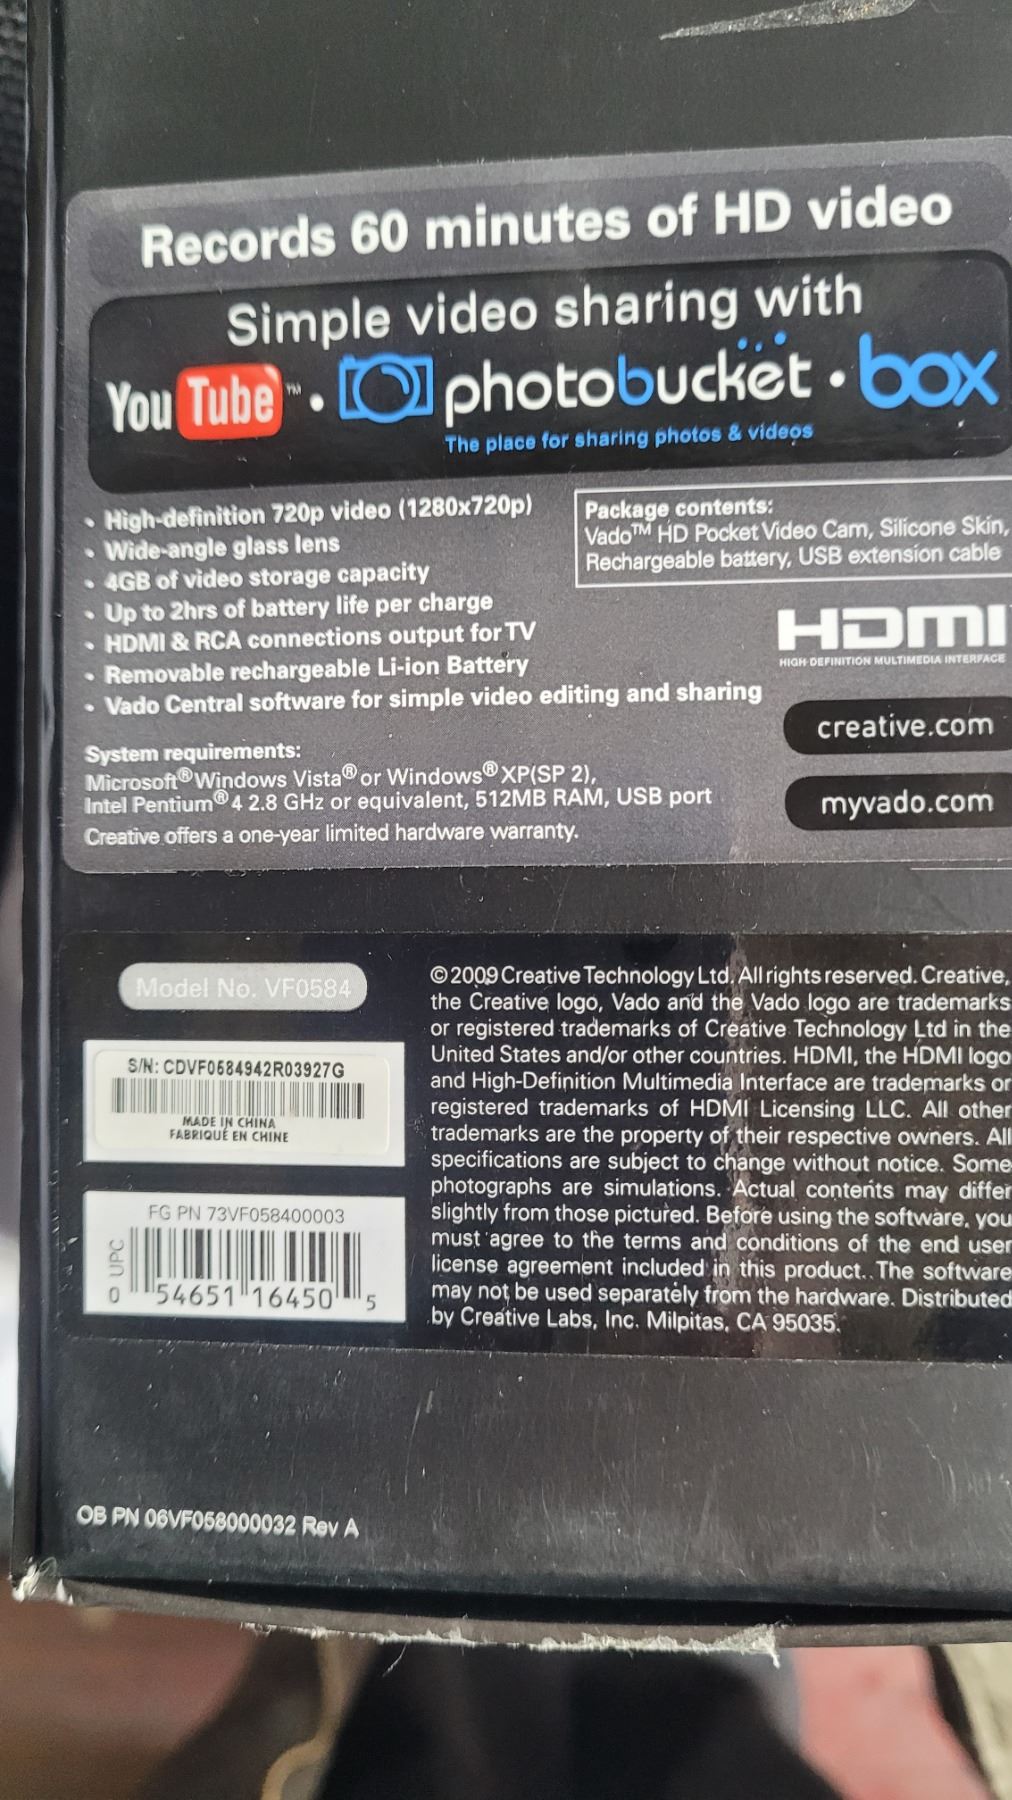 Records 60 minutes of HD video
Simple video sharing with
YouTube™ • photobucket • box
The place for sharing photos & videos
• High-definition 720p video (1280x720p)
• Wide-angle glass lens
• 4GB of video storage capacity
• Up to 2hrs of battery life per charge
• HDMI & RCA connections output for TV
• Removable rechargeable Li-ion Battery
• Vado Central software for simple video editing and sharing
Package contents:
Vado™ HD Pocket Video Cam, Silicone Skin,
Rechargeable battery, USB extension cable
HDMI
HIGH-DEFINITION MULTIMEDIA INTERFACE
creative.com
myvado.com
System requirements:
Microsoft® Windows Vista® or Windows® XP(SP 2),
Intel Pentium® 4 2.8 GHz or equivalent, 512MB RAM, USB port
Creative offers a one-year limited hardware warranty.
Model No. VF0584
S/N: CDVF0584942R03927G
MADE IN CHINA
FABRIQUÉ EN CHINE
FG PN 73VF058400003
UPC
0 54651 16450 5
©2009 Creative Technology Ltd. All rights reserved. Creative,
the Creative logo, Vado and the Vado logo are trademarks
or registered trademarks of Creative Technology Ltd in the
United States and/or other countries. HDMI, the HDMI logo
and High-Definition Multimedia Interface are trademarks or
registered trademarks of HDMI Licensing LLC. All other
trademarks are the property of their respective owners. All
specifications are subject to change without notice. Some
photographs are simulations. Actual contents may differ
slightly from those pictured. Before using the software, you
must agree to the terms and conditions of the end user
license agreement included in this product. The software
may not be used separately from the hardware. Distributed
by Creative Labs, Inc. Milpitas, CA 95035.
OB PN 06VF058000032 Rev A